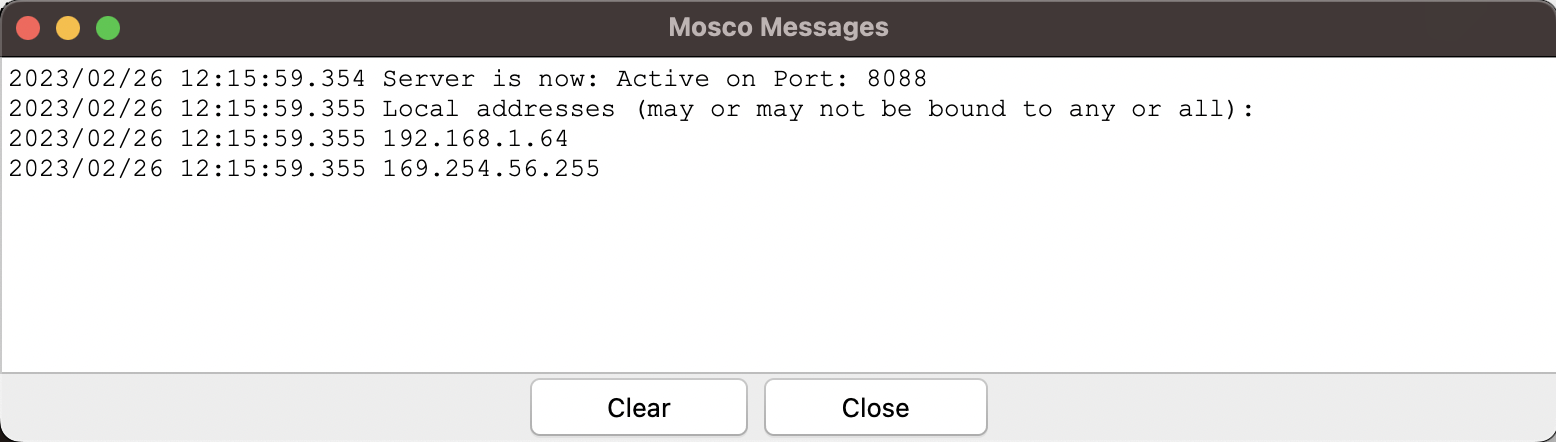 Mosco Messages
2023/02/26 12:15:59.354 Server is now: Active on Port: 8088
2023/02/26 12:15:59.355 Local addresses (may or may not be bound to any or all):
2023/02/26 12:15:59.355 192.168.1.64
2023/02/26 12:15:59.355 169.254.56.255
Clear
Close